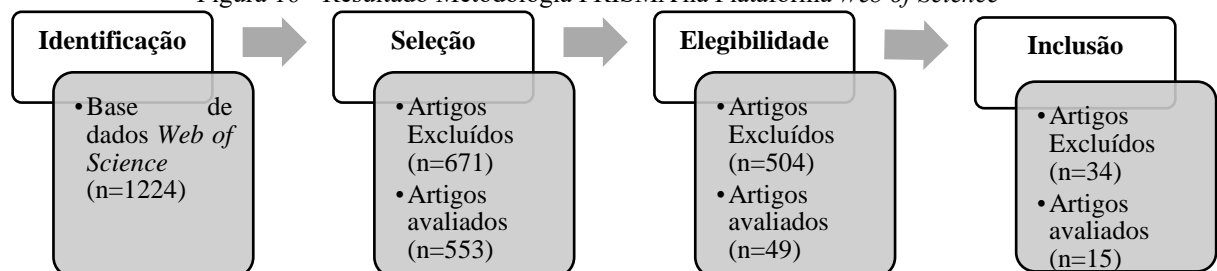 Figura 10 - Resultado Metodologia PRISMA na Plataforma Web of Science
Identificação
•Base de
dados Web of
Science
(n=1224)
Seleção
•Artigos
Excluídos
(n=671)
•Artigos
avaliados
(n=553)
Elegibilidade
•Artigos
Excluídos
(n=504)
•Artigos
avaliados
(n=49)
Inclusão
•Artigos
Excluídos
(n=34)
•Artigos
avaliados
(n=15)